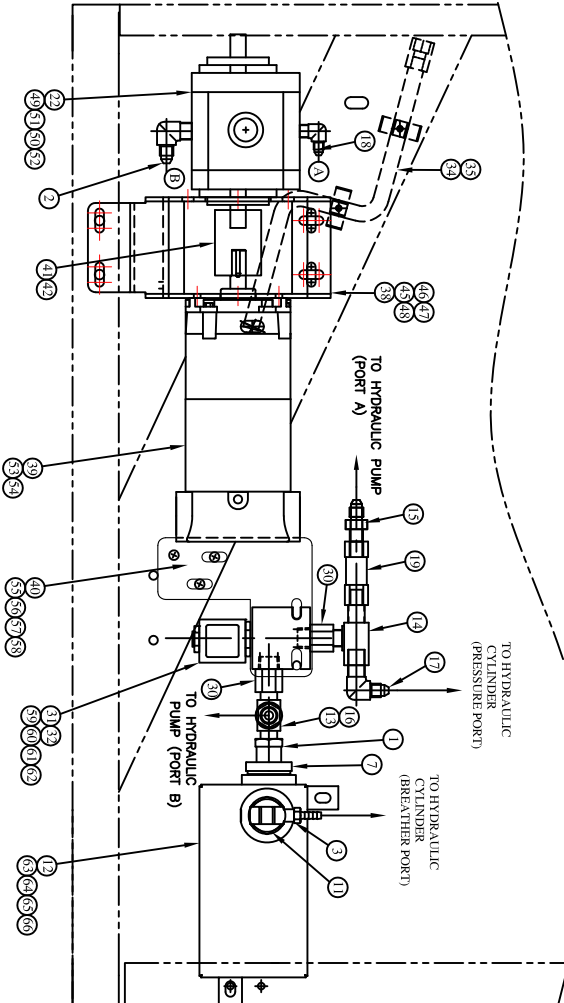 TO HYDRAULIC
CYLINDER
(PRESSURE PORT)
TO HYDRAULIC
CYLINDER
(BREATHER PORT)
35
34
46 47
45 48
38
15
19
14
17
TO HYDRAULIC PUMP
(PORT A)
18
A
30
16
13
1
7
3
11
22
49 51 50 52
B
2
41
42
39
53 54
40
55 56 57 58
30
31 32
59 60 61 62
TO HYDRAULIC
PUMP (PORT B)
12
63 64 65 66